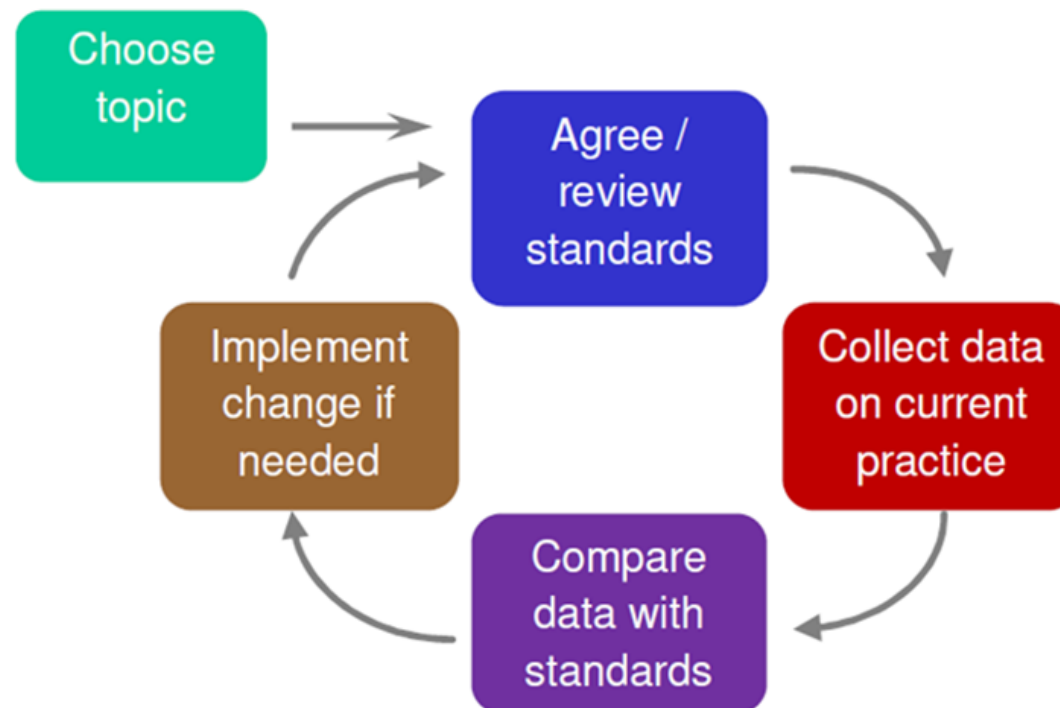 Choose
topic
Agree /
review
standards
Collect data
on current
practice
Compare
data with
standards
Implement
change if
needed